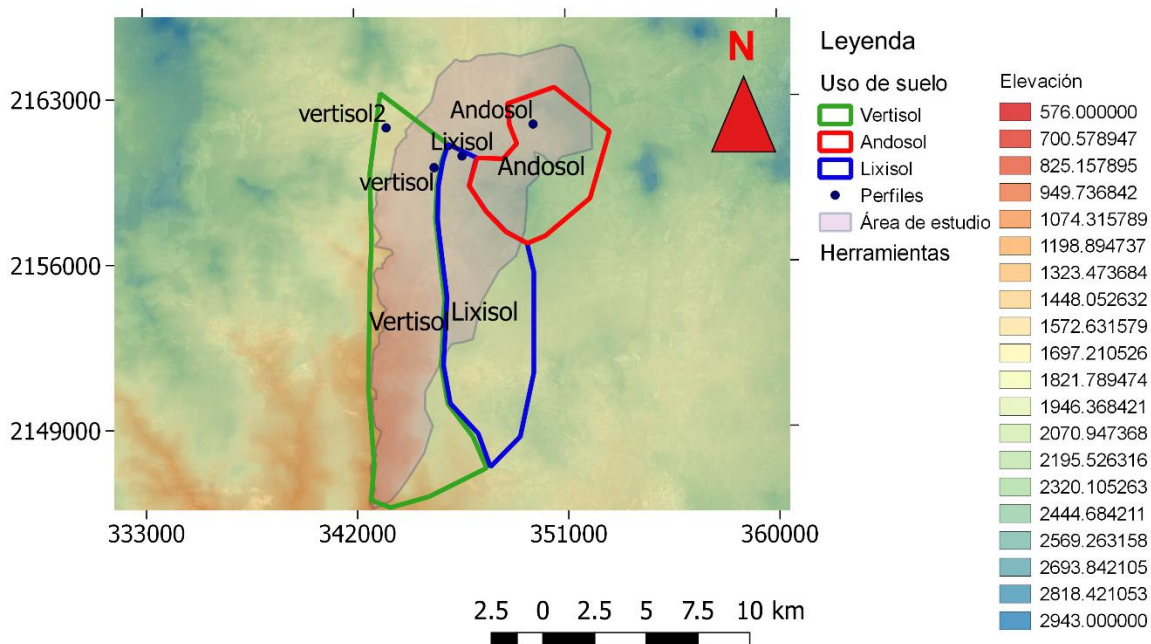 2163000
2156000
2149000
333000
342000
351000
360000
vertisol2
Andosol
Lixisol
Andosol
vertisol
Vertisol
Lixisol
N
Leyenda
Uso de suelo
Vertisol
Andosol
Lixisol
Perfiles
Área de estudio
Herramientas
Elevación
576.000000
700.578947
825.157895
949.736842
1074.315789
1198.894737
1323.473684
1448.052632
1572.631579
1697.210526
1821.789474
1946.368421
2070.947368
2195.526316
2320.105263
2444.684211
2569.263158
2693.842105
2818.421053
2943.000000
2.5 0 2.5 5 7.5 10 km